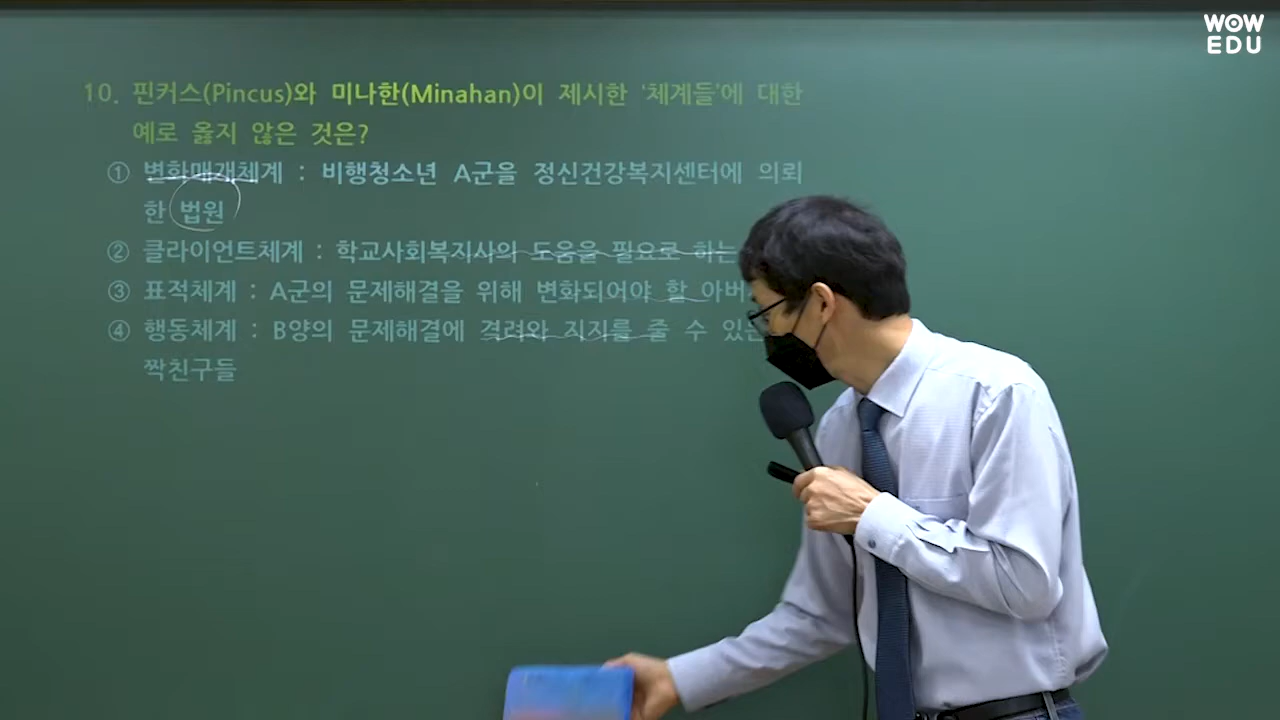 WOW
EDU
10. 핀커스(Pincus)와 미나한(Minahan)이 제시한 '체계들'에 대한
예로 옳지 않은 것은?
① 변화매개체계 : 비행청소년 A군을 정신건강복지센터에 의뢰
한 법원
② 클라이언트체계 : 학교사회복지사의 도움을 필요로 하는
③ 표적체계 : A군의 문제해결을 위해 변화되어야 할
④ 행동체계 : B양의 문제해결에 격려와 지지를 줄 수
짝친구들